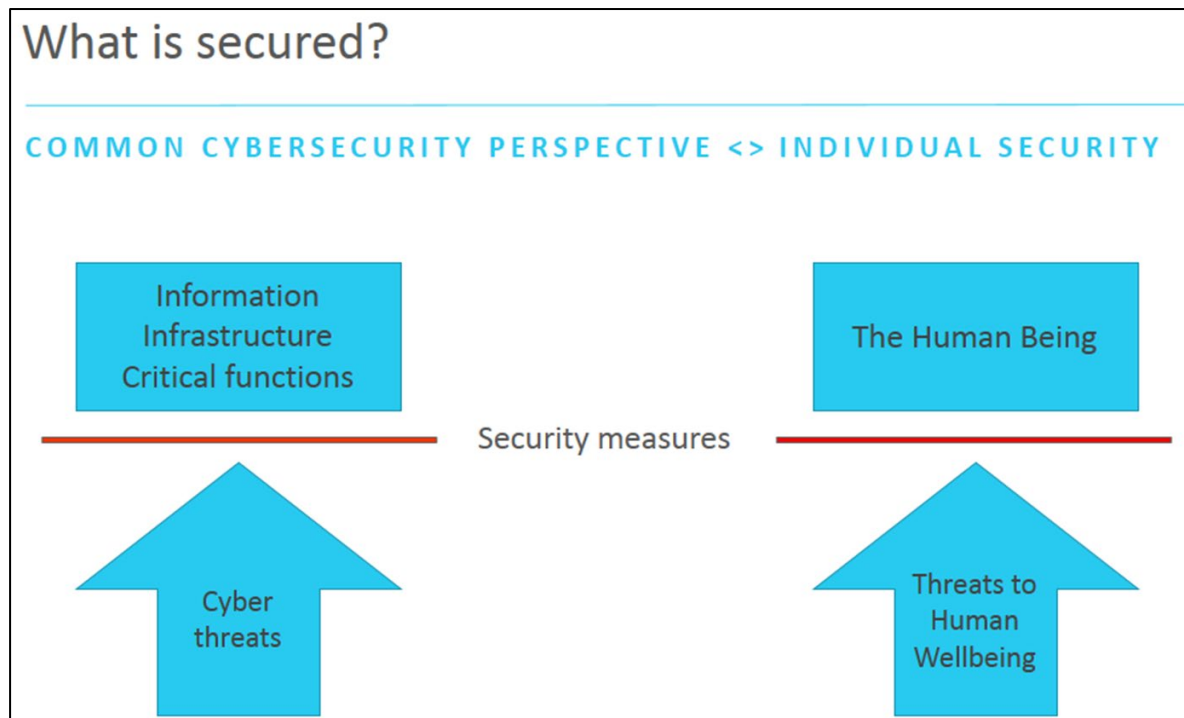 What is secured?
COMMON CYBERSECURITY PERSPECTIVE <> INDIVIDUAL SECURITY
Information
Infrastructure
Critical functions
The Human Being
Security measures
Cyber
threats
Threats to
Human
Wellbeing